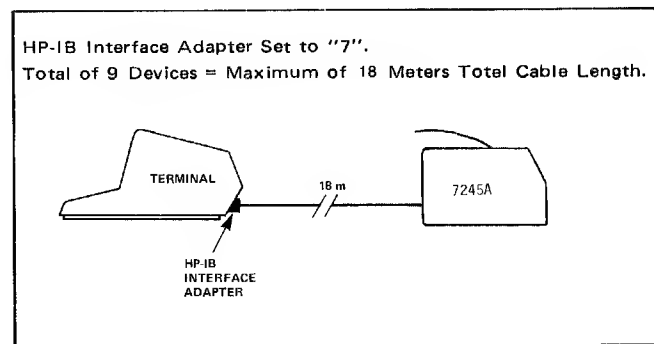 HP-IB Interface Adapter Set to "7".
Total of 9 Devices = Maximum of 18 Meters Total Cable Length.
TERMINAL
18 m
7245A
HP-IB
INTERFACE
ADAPTER